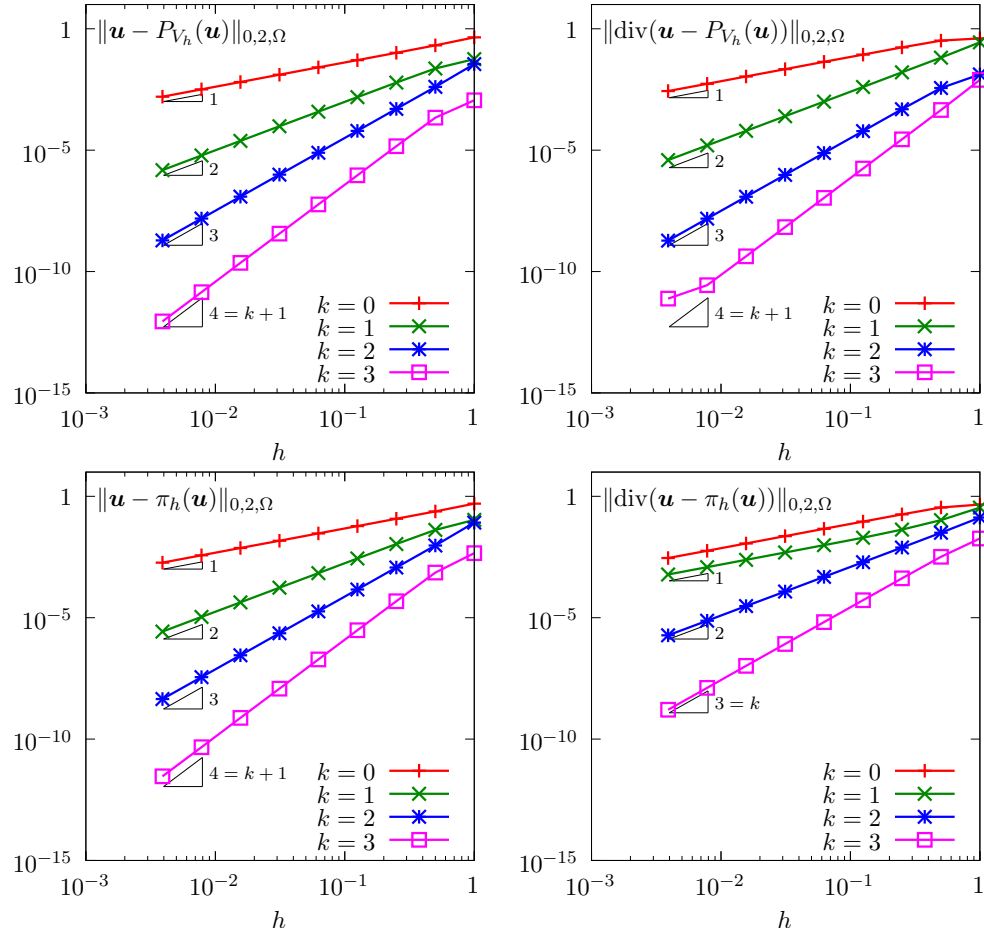 ‖u − P_{V_h}(u)‖_{0,2,Ω}
1
10^{−5}
10^{−10}
10^{−15}
1
2
3
4 = k + 1
k = 0
k = 1
k = 2
k = 3
10^{−3}
10^{−2}
10^{−1}
1
h
‖div(u − P_{V_h}(u))‖_{0,2,Ω}
1
10^{−5}
10^{−10}
10^{−15}
1
2
3
4 = k + 1
k = 0
k = 1
k = 2
k = 3
10^{−3}
10^{−2}
10^{−1}
1
h
‖u − π_h(u)‖_{0,2,Ω}
1
10^{−5}
10^{−10}
10^{−15}
1
2
3
4 = k + 1
k = 0
k = 1
k = 2
k = 3
10^{−3}
10^{−2}
10^{−1}
1
h
‖div(u − π_h(u))‖_{0,2,Ω}
1
10^{−5}
10^{−10}
10^{−15}
1
2
3 = k
k = 0
k = 1
k = 2
k = 3
10^{−3}
10^{−2}
10^{−1}
1
h